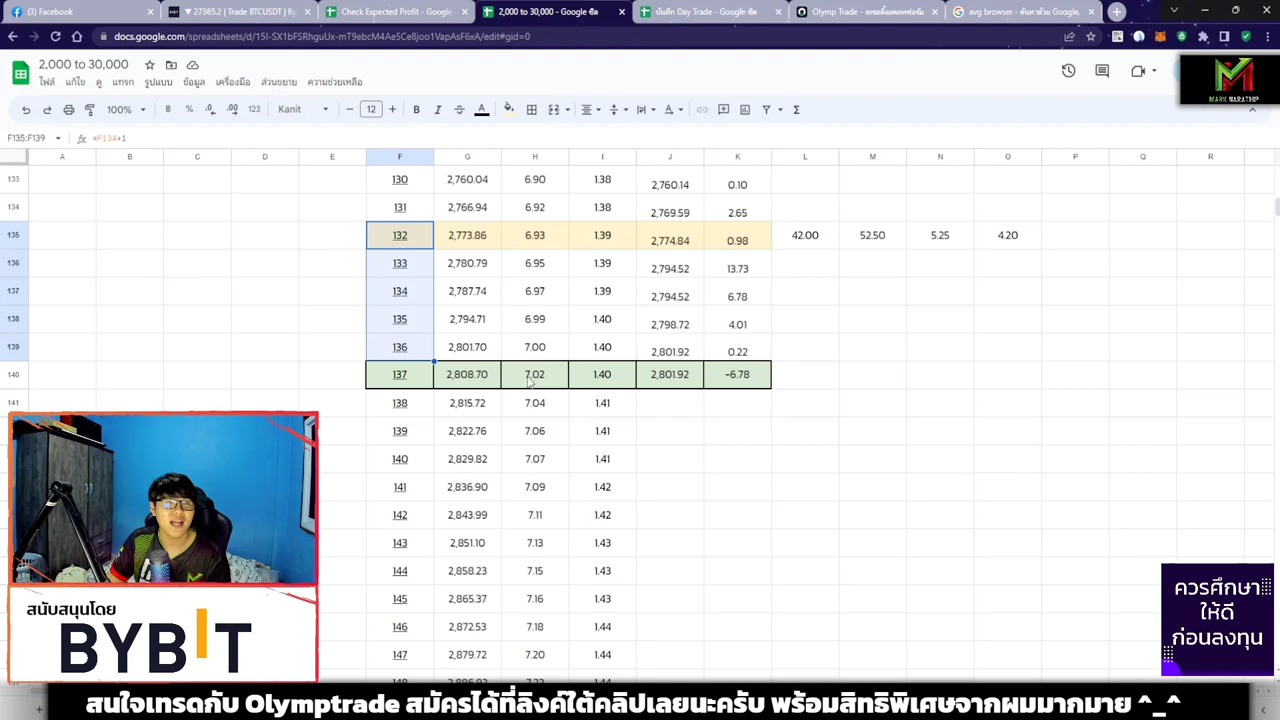 (3) Facebook
▼ 27365.2 | Trade BTCUSDT |
Check Expected Profit - Google
2,000 to 30,000 - Google ชีต
บันทึก Day Trade - Google ชีต
Olymp Trade -
avg browser - ค้นหาด้วย Google
docs.google.com/spreadsheets/d/15I-SX1bFSRhguUx-mT9ebcM4Ae5Ce8joo1VapAsF6xA/edit#gid=0
2,000 to 30,000
ไฟล์ แก้ไข ดู แทรก รูปแบบ ข้อมูล เครื่องมือ ส่วนขยาย ความช่วยเหลือ
100% % .0 .00 123 Kanit 12
MARK NARATHIP
F135:F139 fx =F134+1
A B C D E F G H I J K L M N O P Q R
133 130 2,760.04 6.90 1.38 2,760.14 0.10
134 131 2,766.94 6.92 1.38 2,769.59 2.65
135 132 2,773.86 6.93 1.39 2,774.84 0.98 42.00 52.50 5.25 4.20
136 133 2,780.79 6.95 1.39 2,794.52 13.73
137 134 2,787.74 6.97 1.39 2,794.52 6.78
138 135 2,794.71 6.99 1.40 2,798.72 4.01
139 136 2,801.70 7.00 1.40 2,801.92 0.22
140 137 2,808.70 7.02 1.40 2,801.92 -6.78
141 138 2,815.72 7.04 1.41
139 2,822.76 7.06 1.41
140 2,829.82 7.07 1.41
141 2,836.90 7.09 1.42
142 2,843.99 7.11 1.42
143 2,851.10 7.13 1.43
144 2,858.23 7.15 1.43
145 2,865.37 7.16 1.43
146 2,872.53 7.18 1.44
147 2,879.72 7.20 1.44
สนับสนุนโดย
BYBIT
ควรศึกษา
ให้ดี
ก่อนลงทุน
สนใจเทรดกับ Olymptrade สมัครได้ที่ลิงค์ใต้คลิปเลยนะครับ พร้อมสิทธิพิเศษจากผมมากมาย ^_^